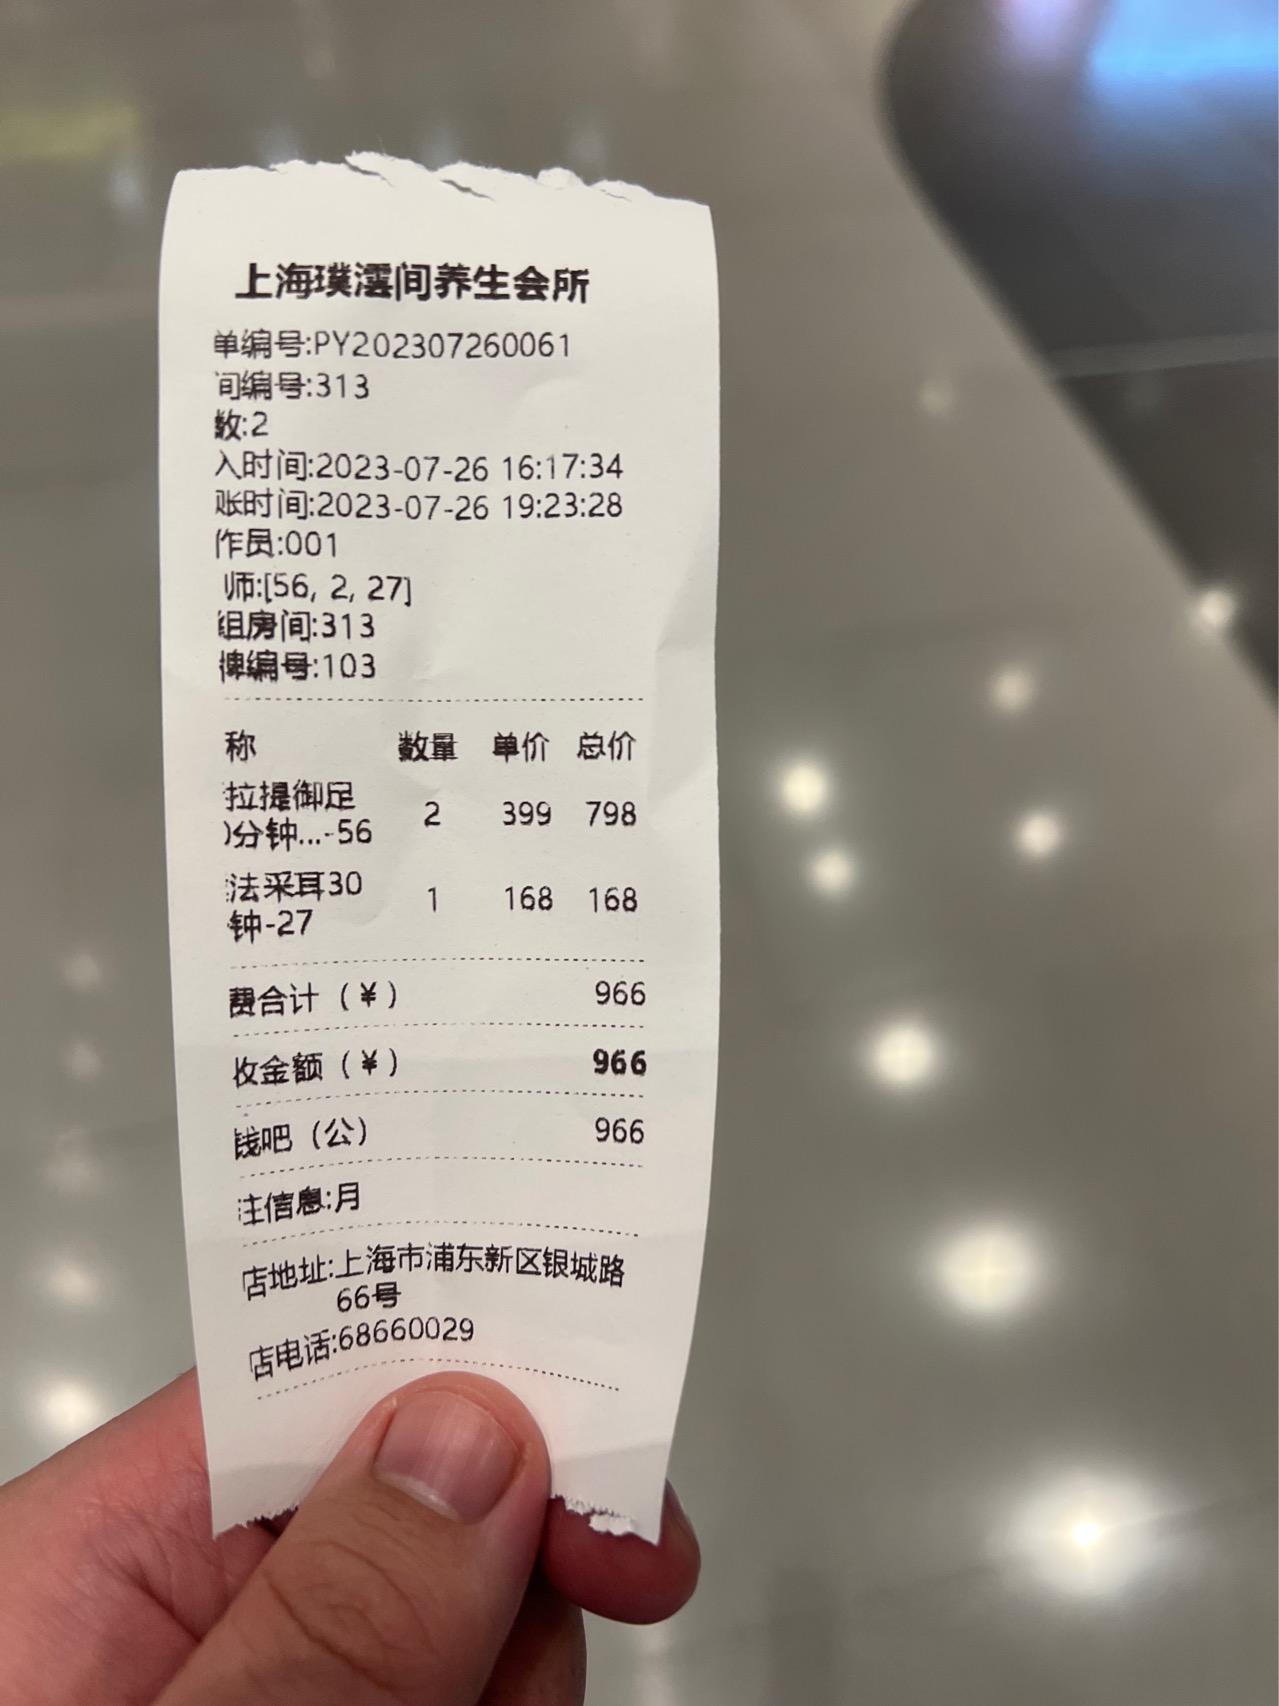 上海璞澐间养生会所
单编号:PY202307260061
间编号:313
数:2
入时间:2023-07-26 16:17:34
账时间:2023-07-26 19:23:28
作员:001
师:[56, 2, 27]
组房间:313
牌编号:103
称 数量 单价 总价
拉提御足
)分钟...-56 2 399 798
法采耳30
钟-27 1 168 168
费合计（¥） 966
收金额（¥） 966
钱吧（公） 966
注信息:月
店地址:上海市浦东新区银城路
66号
店电话:68660029